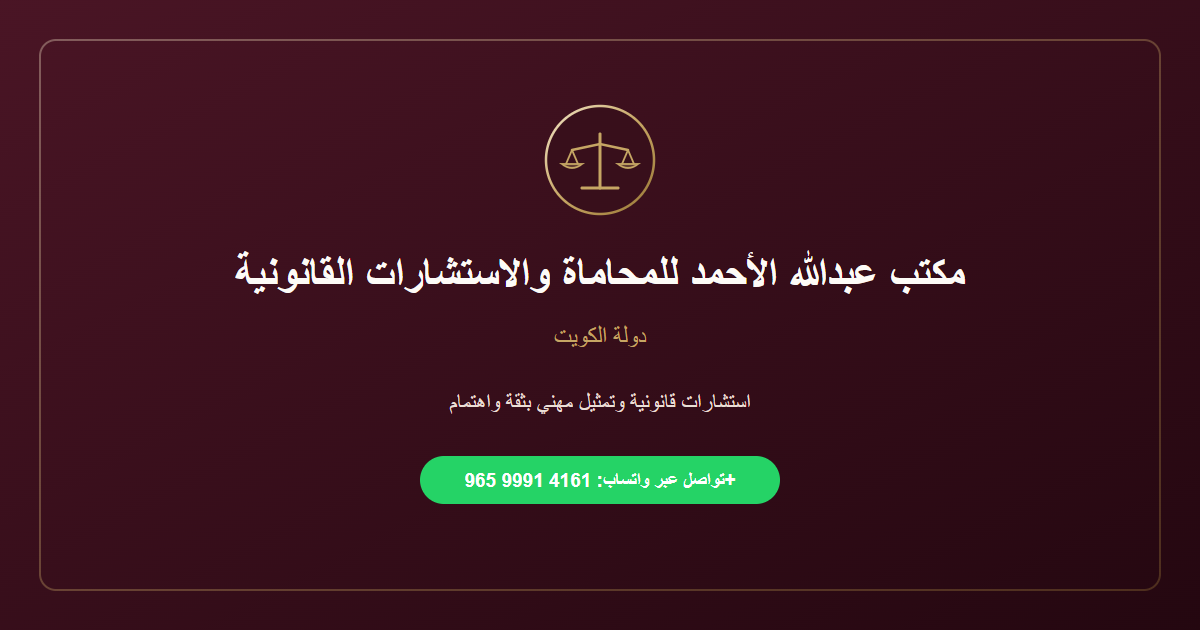 مكتب عبدالله الأحمد للمحاماة والاستشارات القانونية
دولة الكويت
استشارات قانونية وتمثيل مهني بثقة واهتمام
+تواصل عبر واتساب: 965 9991 4161